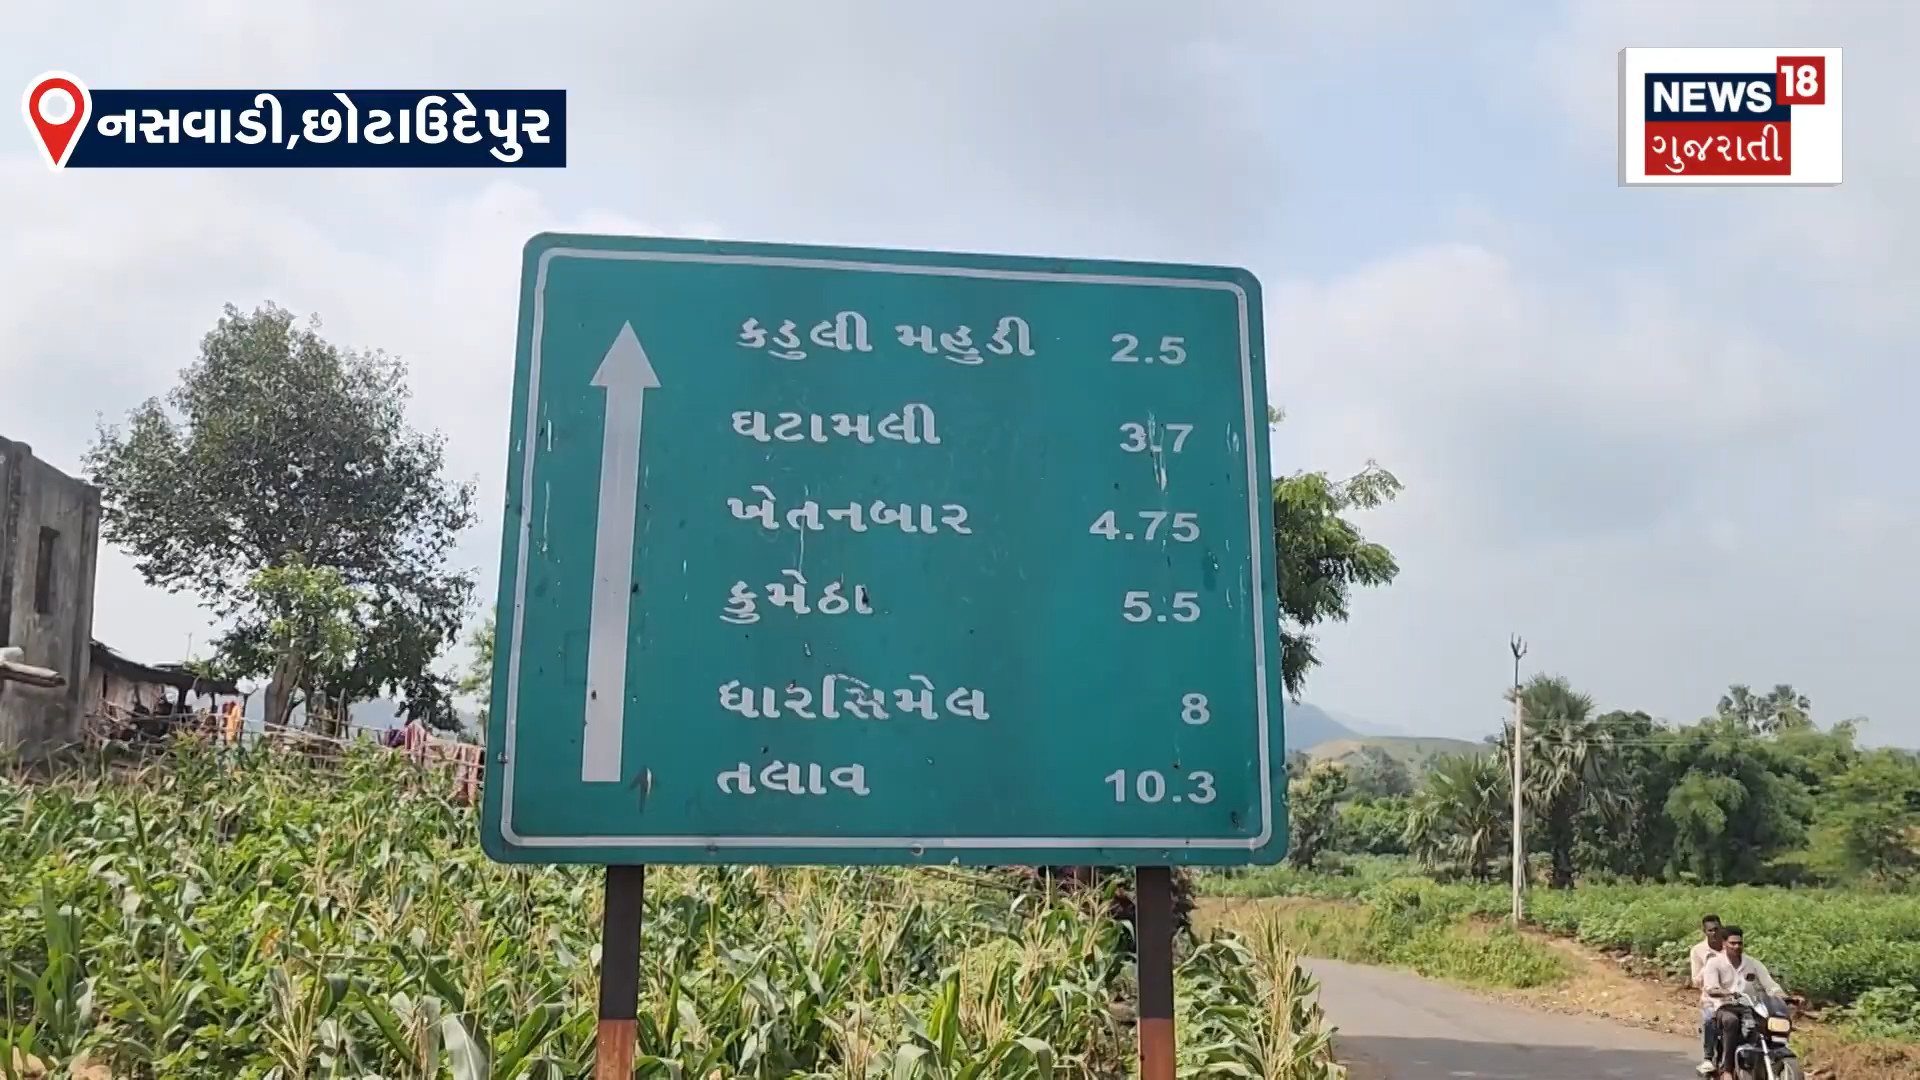 નસવાડી,છોટાઉદેપુર
NEWS 18
ગુજરાતી
કડુલી મહુડી 2.5
ઘટામલી 3.7
ખેતનબાર 4.75
કુમેઠા 5.5
ધારસિમેલ 8
તલાવ 10.3